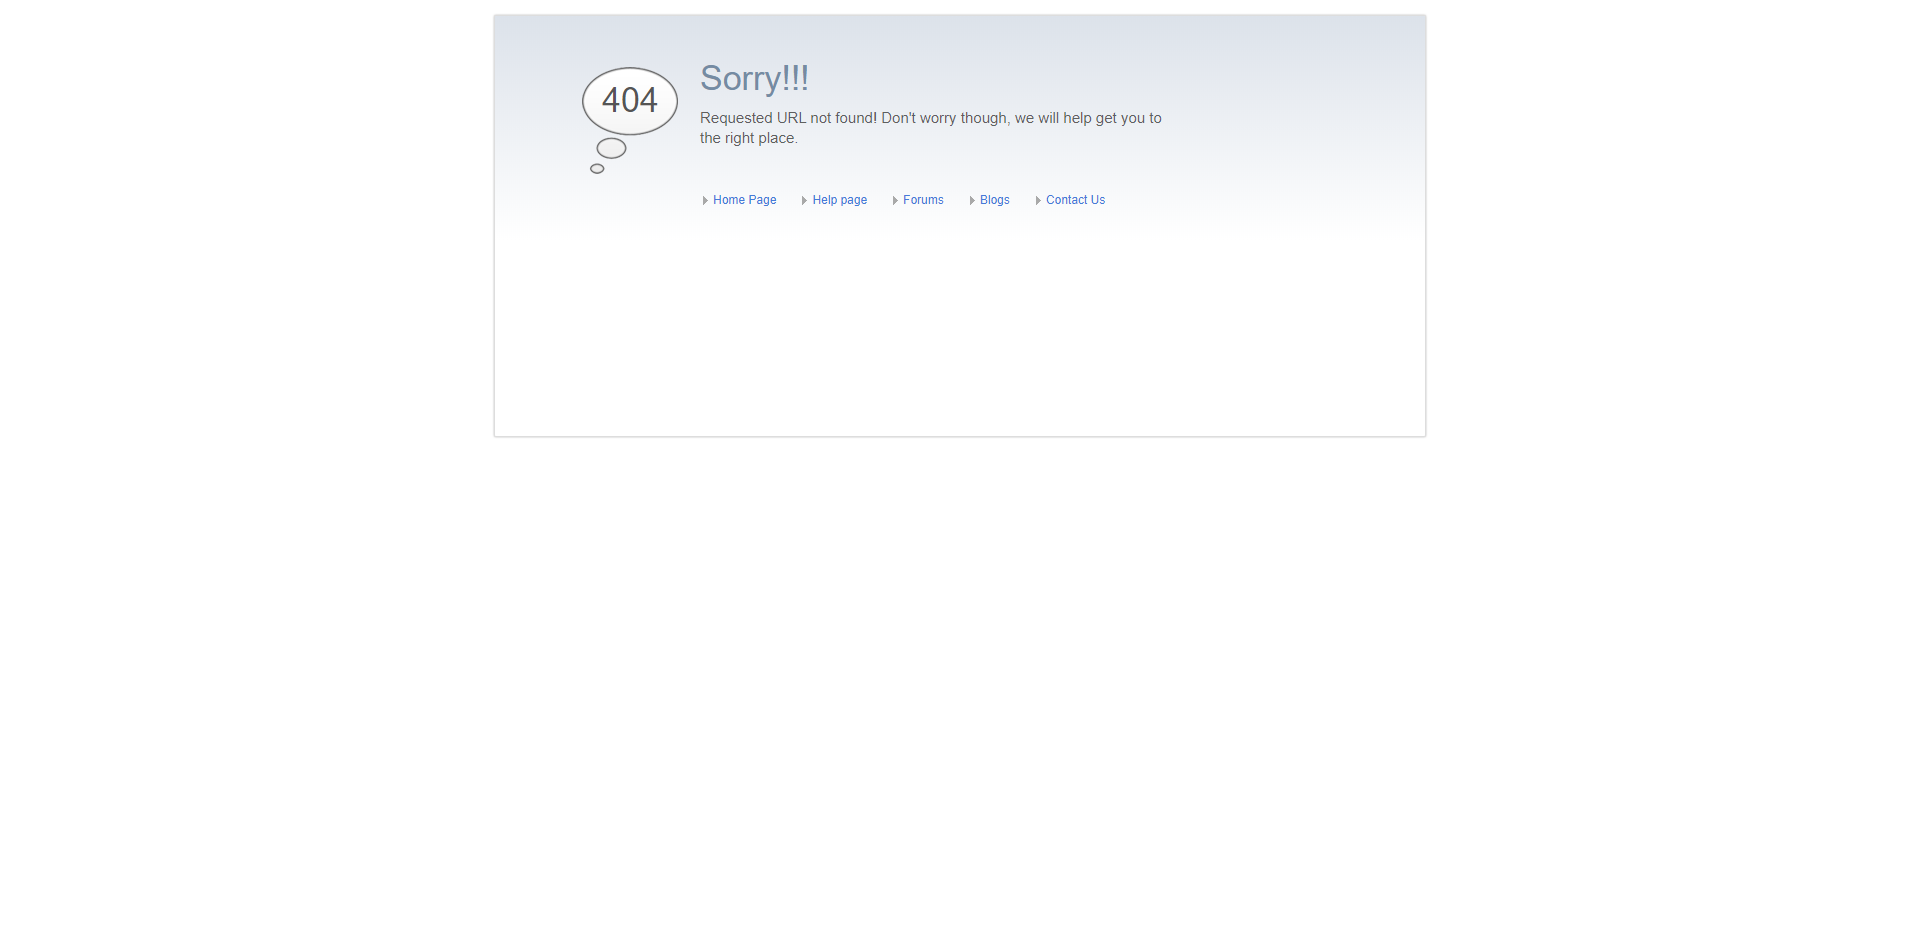 404
Sorry!!!
Requested URL not found! Don't worry though, we will help get you to
the right place.
Home Page Help page Forums Blogs Contact Us